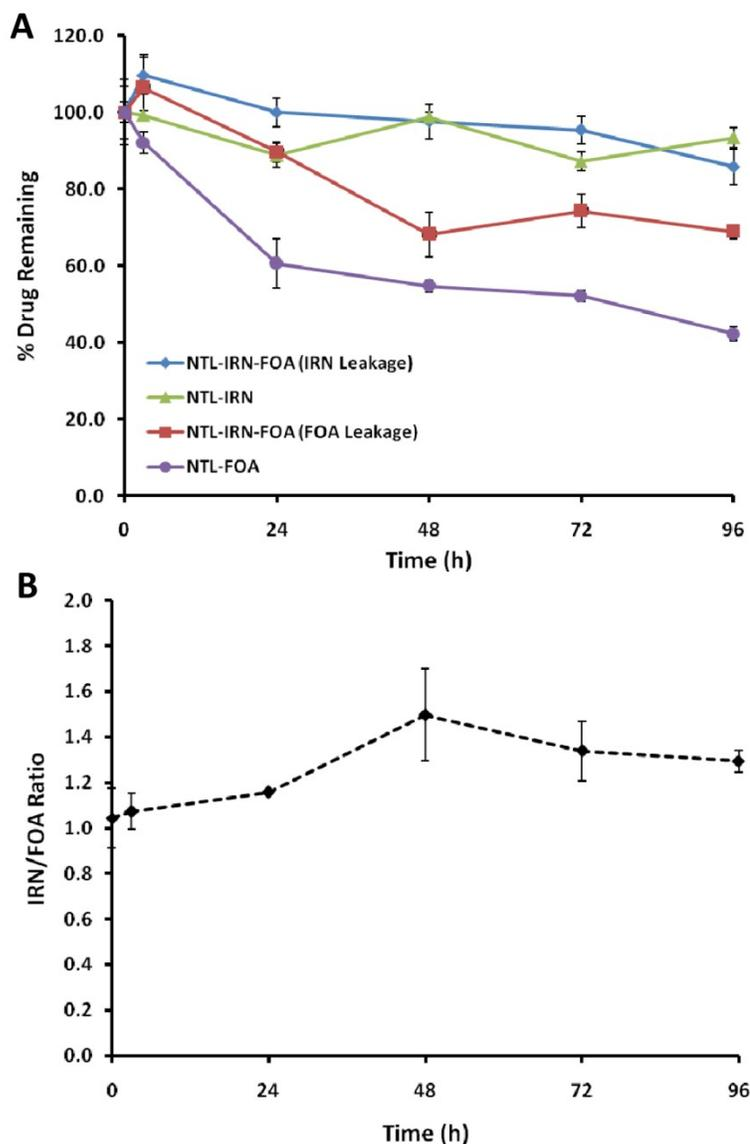 A
120.0
100.0
80.0
60.0
40.0
20.0
0.0
% Drug Remaining
NTL-IRN-FOA (IRN Leakage)
NTL-IRN
NTL-IRN-FOA (FOA Leakage)
NTL-FOA
0 24 48 72 96
Time (h)
B
2.0
1.8
1.6
1.4
1.2
1.0
0.8
0.6
0.4
0.2
0.0
IRN/FOA Ratio
0 24 48 72 96
Time (h)